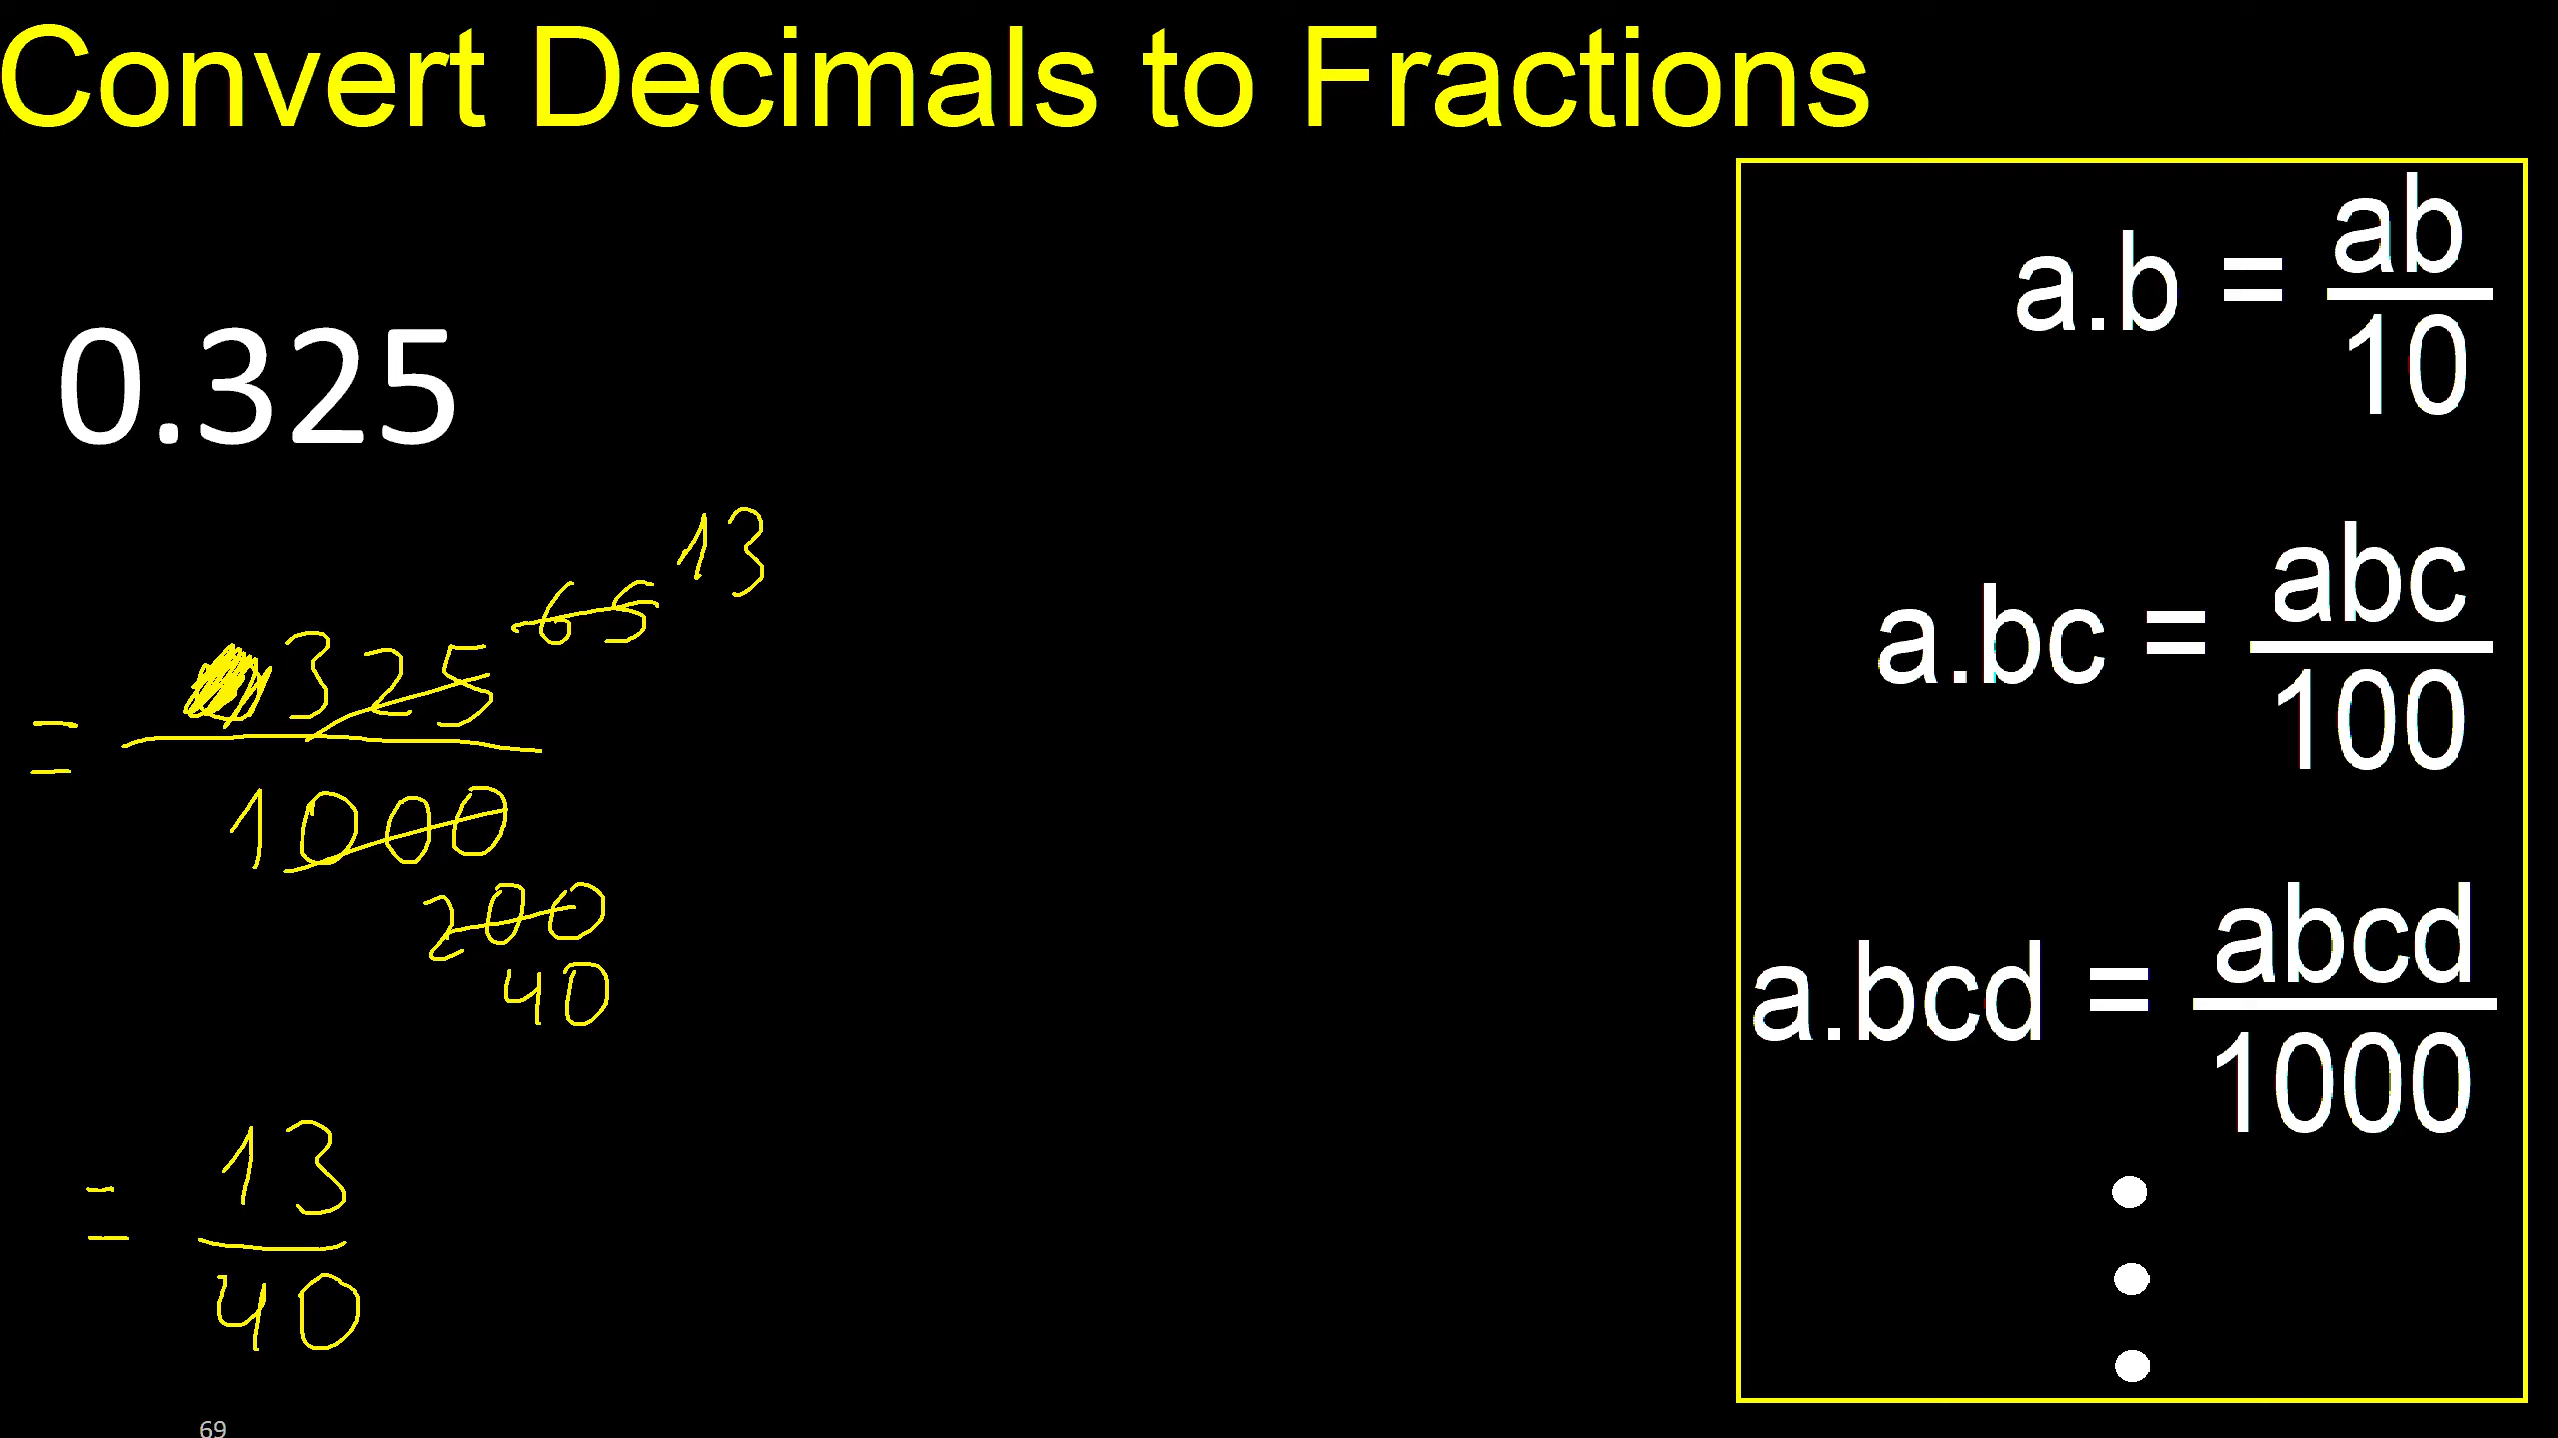 Convert Decimals to Fractions
0.325
= 325/1000
65
13
200
40
= 13/40
a.b = ab/10
a.bc = abc/100
a.bcd = abcd/1000
69